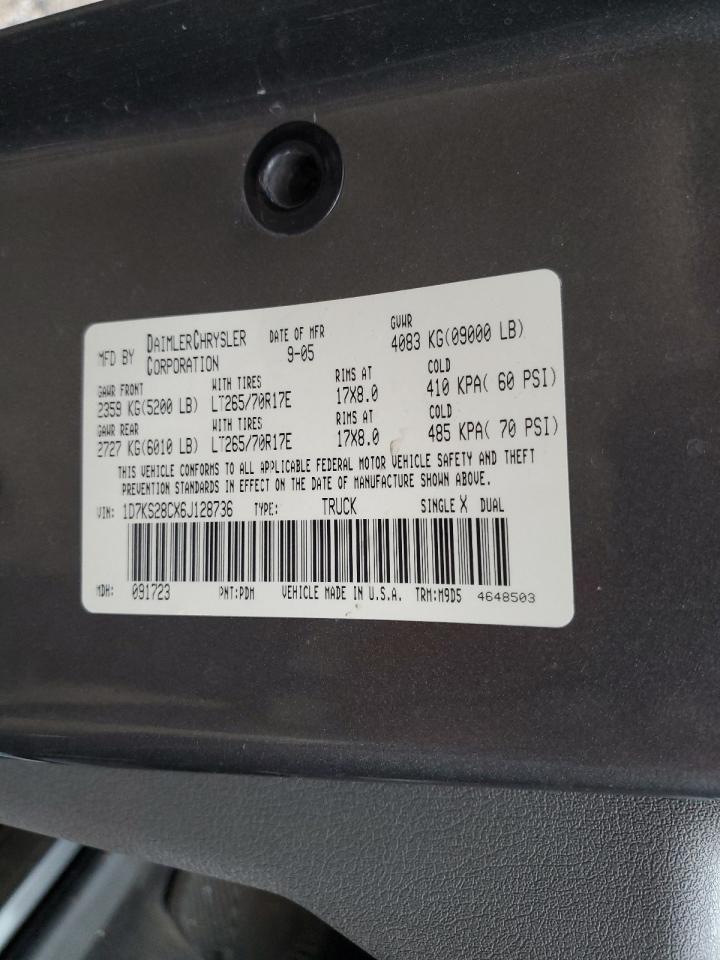 MFD BY DAIMLERCHRYSLER CORPORATION DATE OF MFR 9-05 GVWR 4083 KG(09000 LB)
GAWR FRONT WITH TIRES RIMS AT COLD
2359 KG(5200 LB) LT265/70R17E 17X8.0 410 KPA( 60 PSI)
GAWR REAR WITH TIRES RIMS AT COLD
2727 KG(6010 LB) LT265/70R17E 17X8.0 485 KPA( 70 PSI)
THIS VEHICLE CONFORMS TO ALL APPLICABLE FEDERAL MOTOR VEHICLE SAFETY AND THEFT
PREVENTION STANDARDS IN EFFECT ON THE DATE OF MANUFACTURE SHOWN ABOVE.
VIN: 1D7KS28CX6J128736 TYPE: TRUCK SINGLE X DUAL
MDH: 091723 PNT:PDM VEHICLE MADE IN U.S.A. TRM:M9D5 4648503